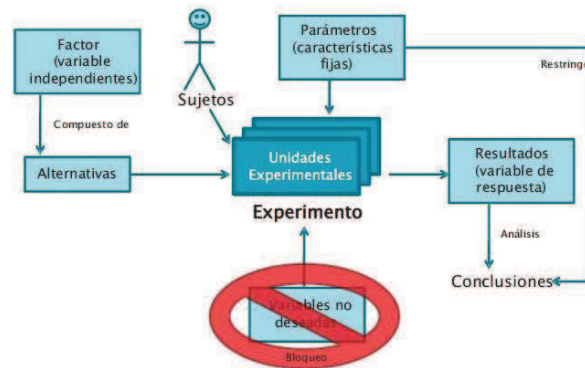 Factor
(variable
independientes)
Compuesto de
Alternativas
Sujetos
Parámetros
(características
fijas)
Restringe
Unidades
Experimentales
Experimento
Resultados
(variable de
respuesta)
Análisis
Conclusiones
Variables no
deseadas
Bloqueo